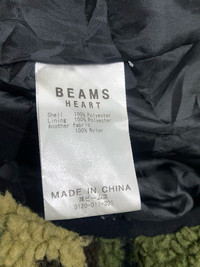 BEAMS
HEART
Shell 100% Polyester
Lining 100% Polyester
Another fabric
100% Nylon
MADE IN CHINA